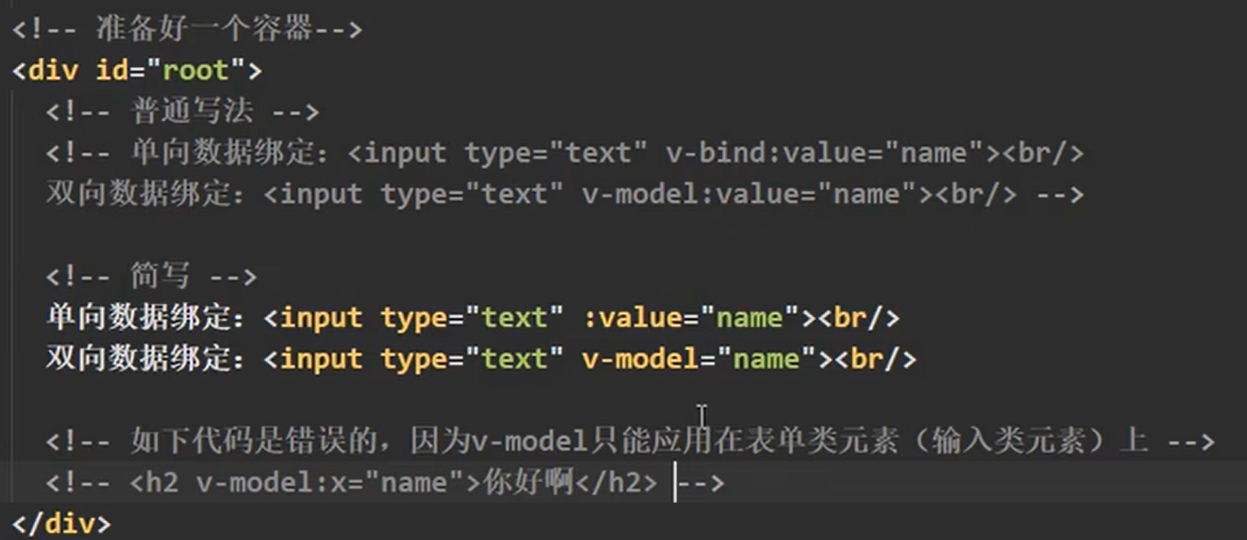 <!-- 准备好一个容器-->
<div id="root">
<!-- 普通写法 -->
<!-- 单向数据绑定：<input type="text" v-bind:value="name"><br/>
双向数据绑定：<input type="text" v-model:value="name"><br/> -->
<!-- 简写 -->
单向数据绑定：<input type="text" :value="name"><br/>
双向数据绑定：<input type="text" v-model="name"><br/>
<!-- 如下代码是错误的，因为v-model只能应用在表单类元素（输入类元素）上 -->
<!-- <h2 v-model:x="name">你好啊</h2> -->
</div>